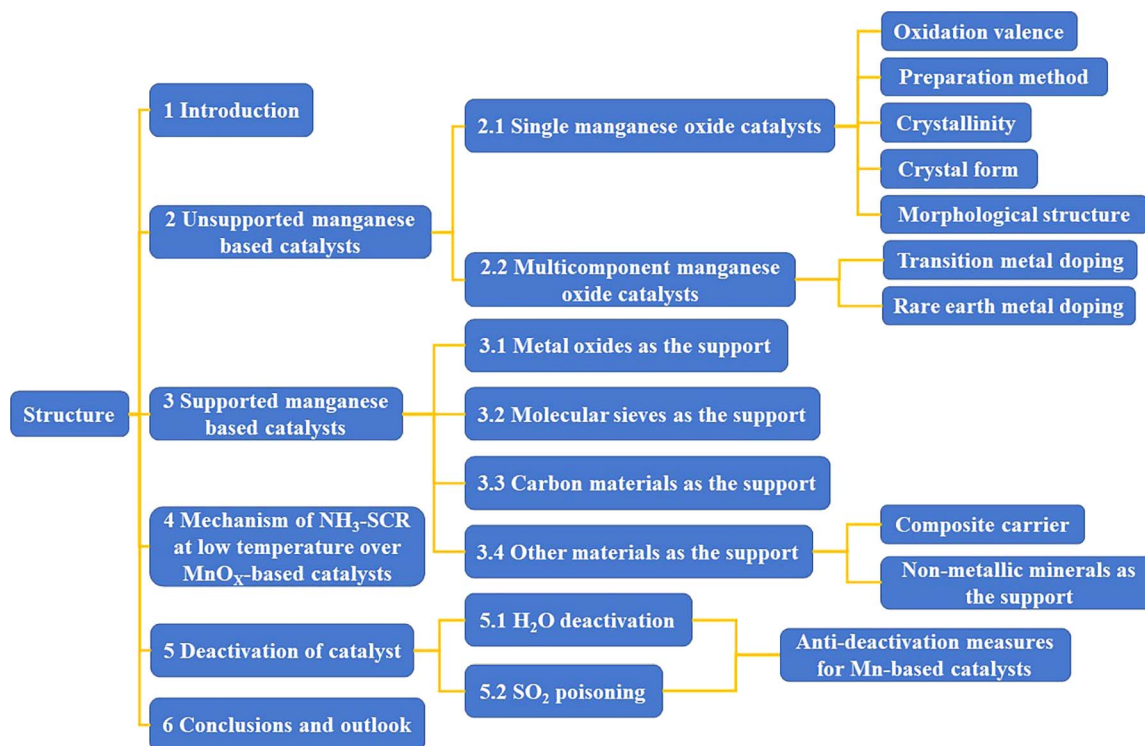 Structure
1 Introduction
2 Unsupported manganese
based catalysts
2.1 Single manganese oxide catalysts
Oxidation valence
Preparation method
Crystallinity
Crystal form
Morphological structure
2.2 Multicomponent manganese
oxide catalysts
Transition metal doping
Rare earth metal doping
3 Supported manganese
based catalysts
3.1 Metal oxides as the support
3.2 Molecular sieves as the support
3.3 Carbon materials as the support
3.4 Other materials as the support
Composite carrier
Non-metallic minerals as
the support
4 Mechanism of NH₃-SCR
at low temperature over
MnOₓ-based catalysts
5 Deactivation of catalyst
5.1 H₂O deactivation
5.2 SO₂ poisoning
Anti-deactivation measures
for Mn-based catalysts
6 Conclusions and outlook